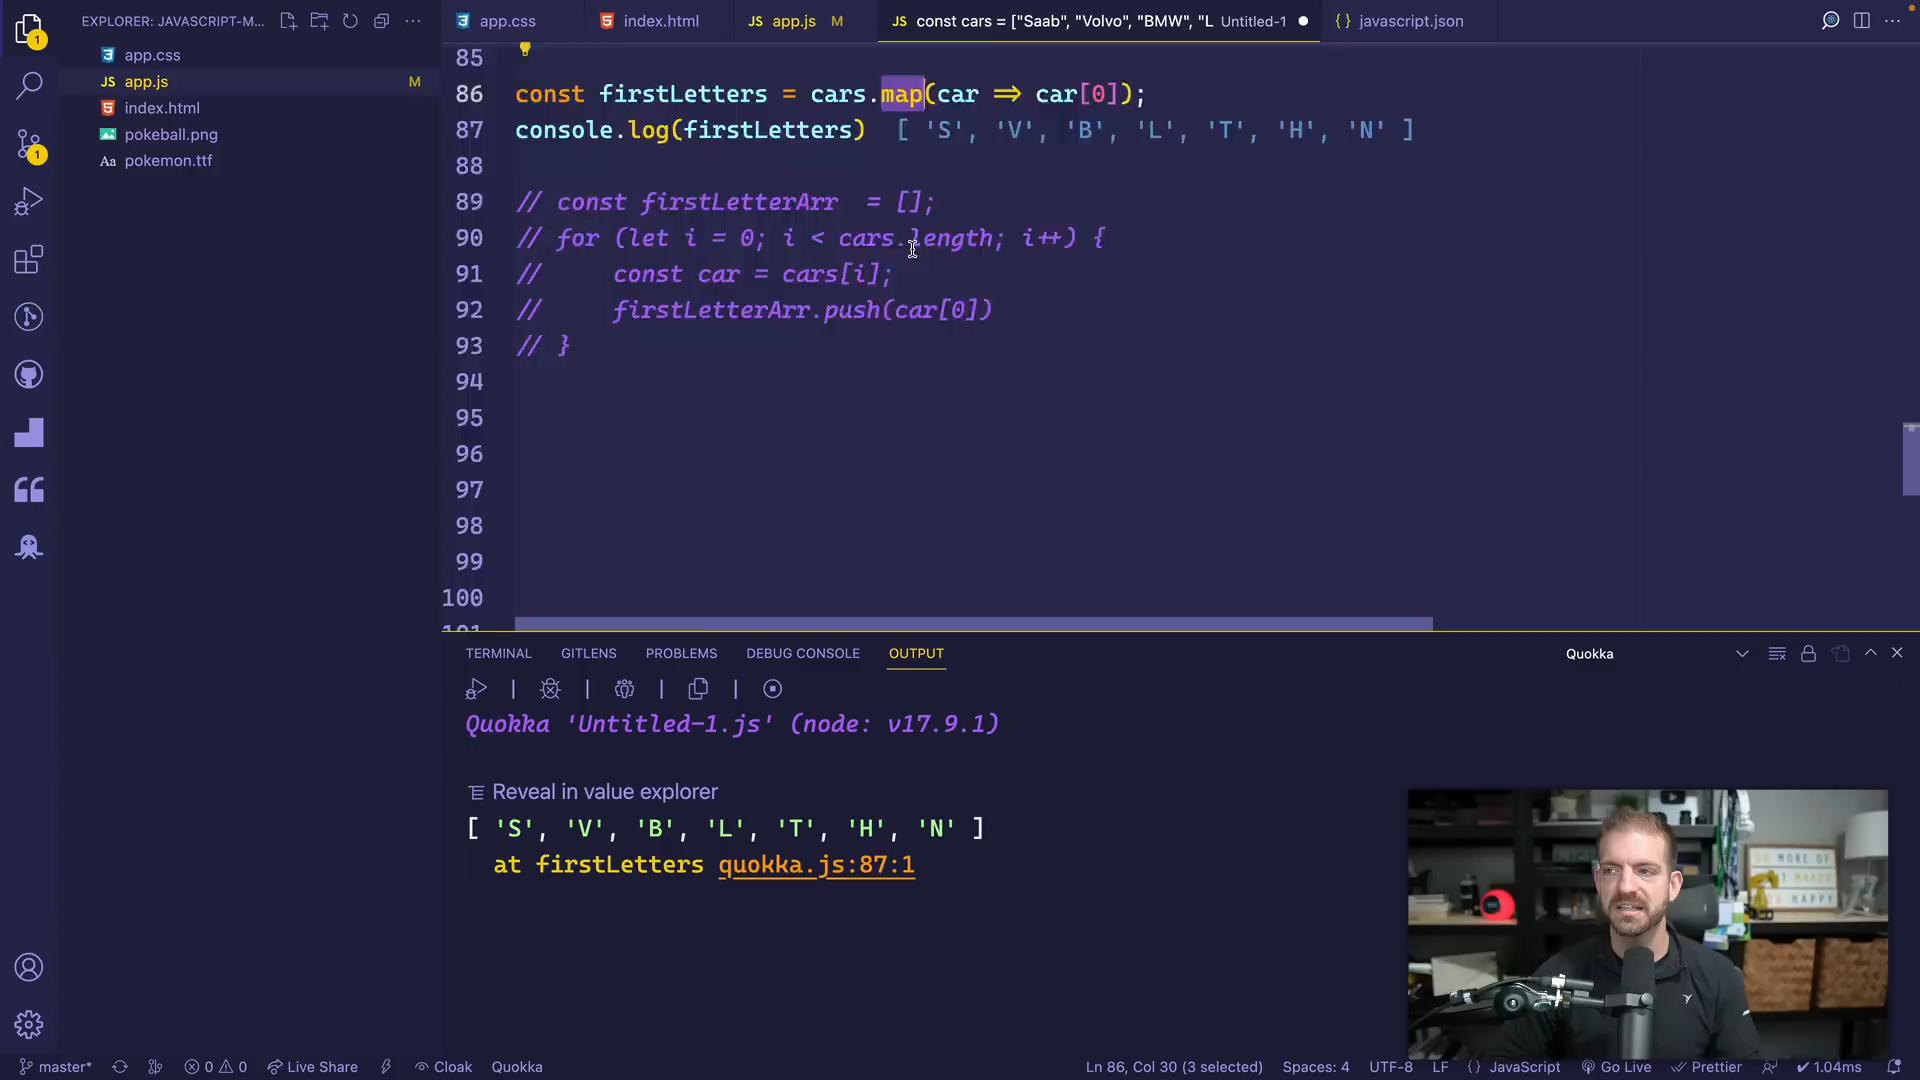 EXPLORER: JAVASCRIPT-M...
app.css
index.html
app.js M
const cars = ["Saab", "Volvo", "BMW", "L Untitled-1
javascript.json
1
app.css
app.js M
index.html
pokeball.png
pokemon.ttf
1
85
86 const firstLetters = cars.map(car => car[0]);
87 console.log(firstLetters) [ 'S', 'V', 'B', 'L', 'T', 'H', 'N' ]
88
89 // const firstLetterArr = [];
90 // for (let i = 0; i < cars.length; i++) {
91 // const car = cars[i];
92 // firstLetterArr.push(car[0])
93 // }
94
95
96
97
98
99
100
101
TERMINAL GITLENS PROBLEMS DEBUG CONSOLE OUTPUT Quokka
Quokka 'Untitled-1.js' (node: v17.9.1)
Reveal in value explorer
[ 'S', 'V', 'B', 'L', 'T', 'H', 'N' ]
at firstLetters quokka.js:87:1
master* 0 0 Live Share Cloak Quokka Ln 86, Col 30 (3 selected) Spaces: 4 UTF-8 LF {} JavaScript Go Live Prettier 1.04ms